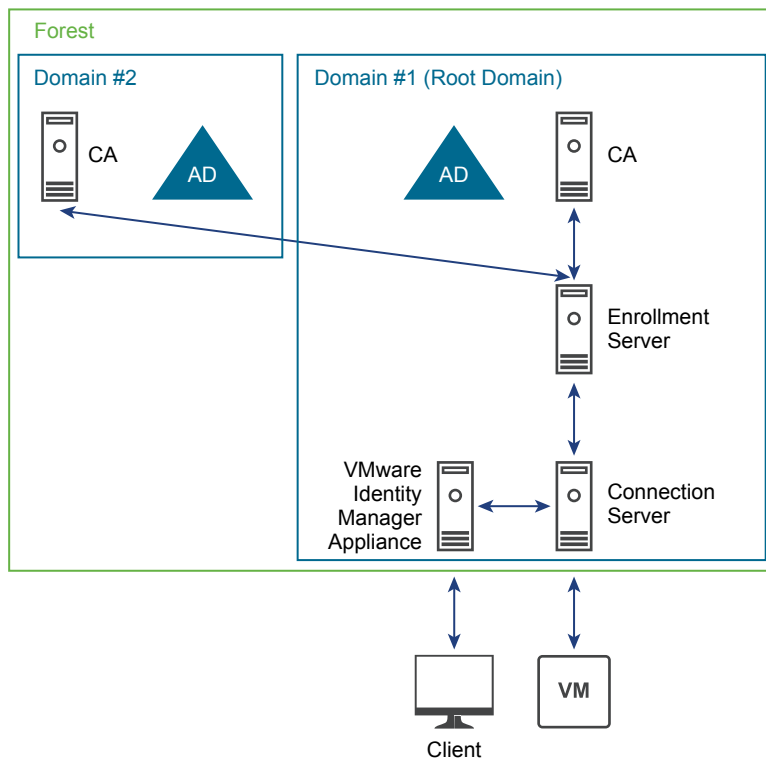 Forest
Domain #2
Domain #1 (Root Domain)
CA
AD
AD
CA
Enrollment
Server
VMware
Identity
Manager
Appliance
Connection
Server
VM
Client